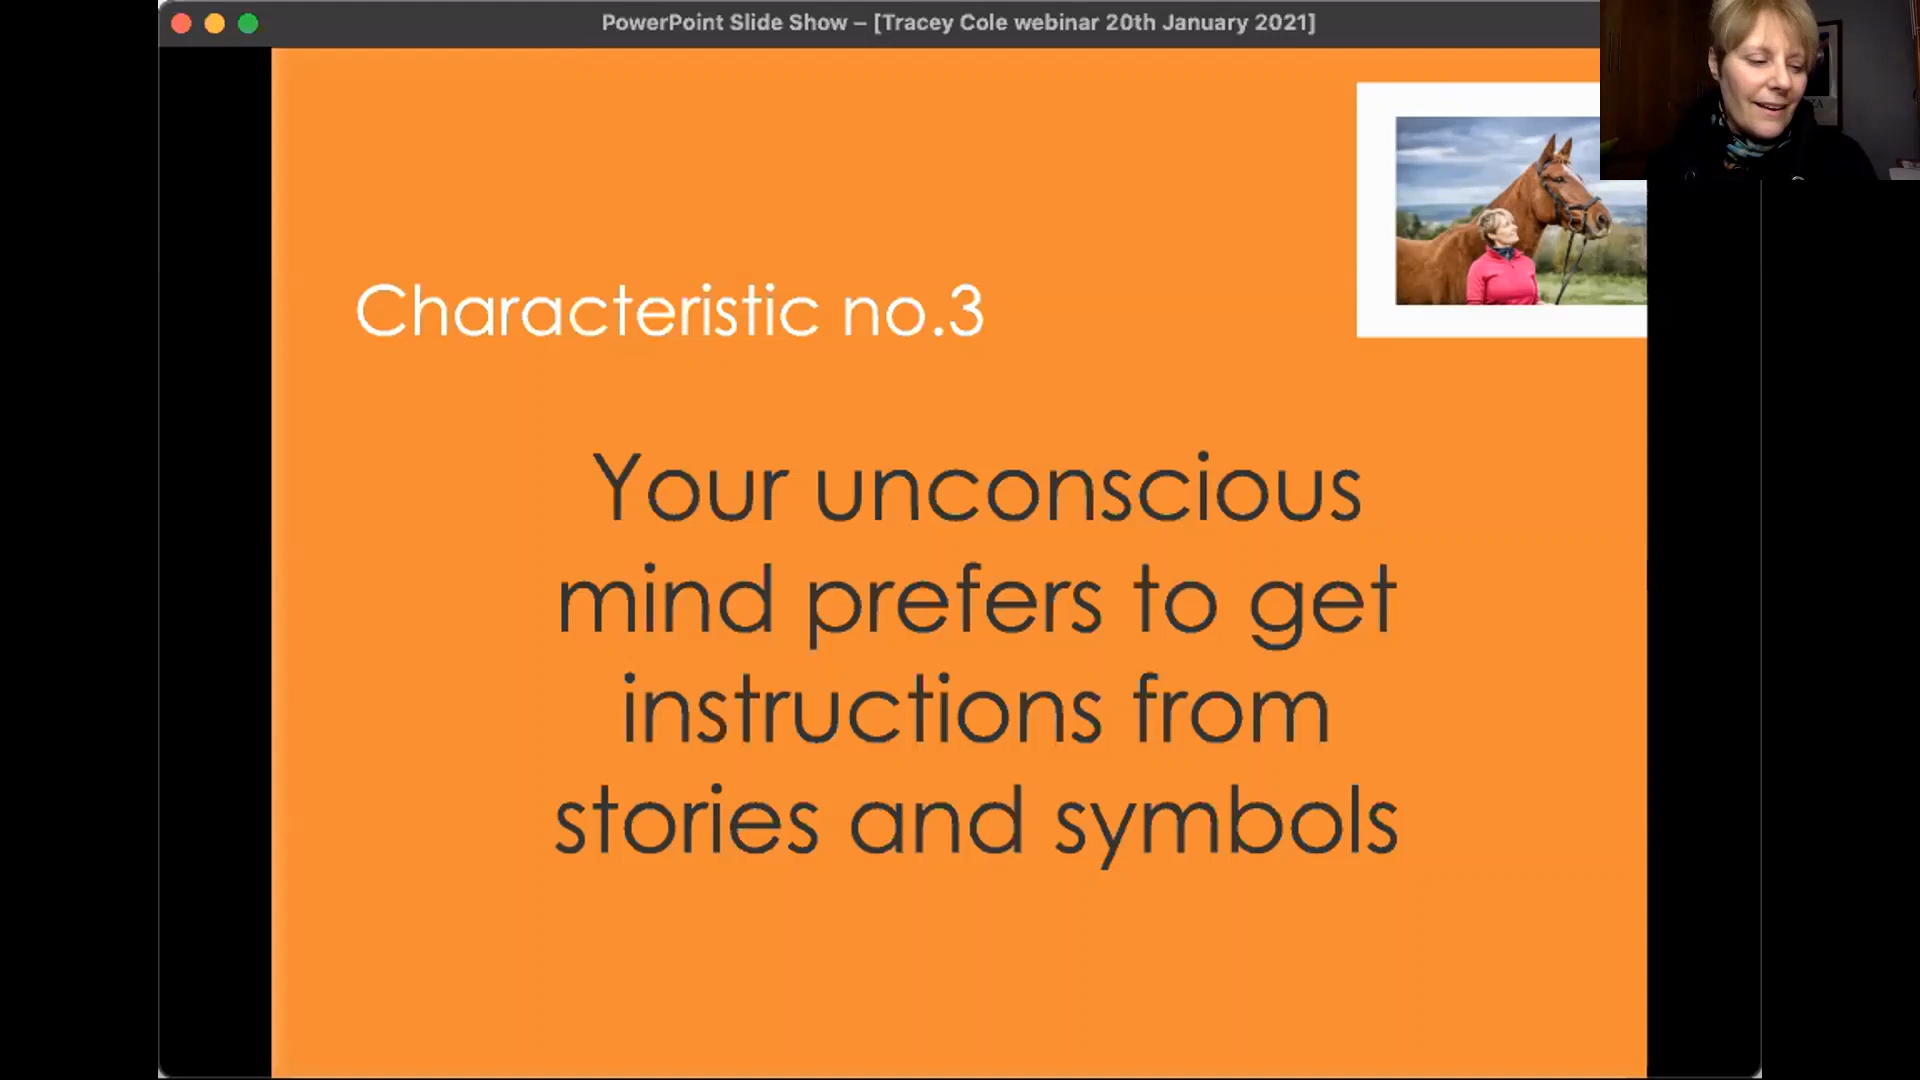 PowerPoint Slide Show – [Tracey Cole webinar 20th January 2021]
Characteristic no.3
Your unconscious
mind prefers to get
instructions from
stories and symbols